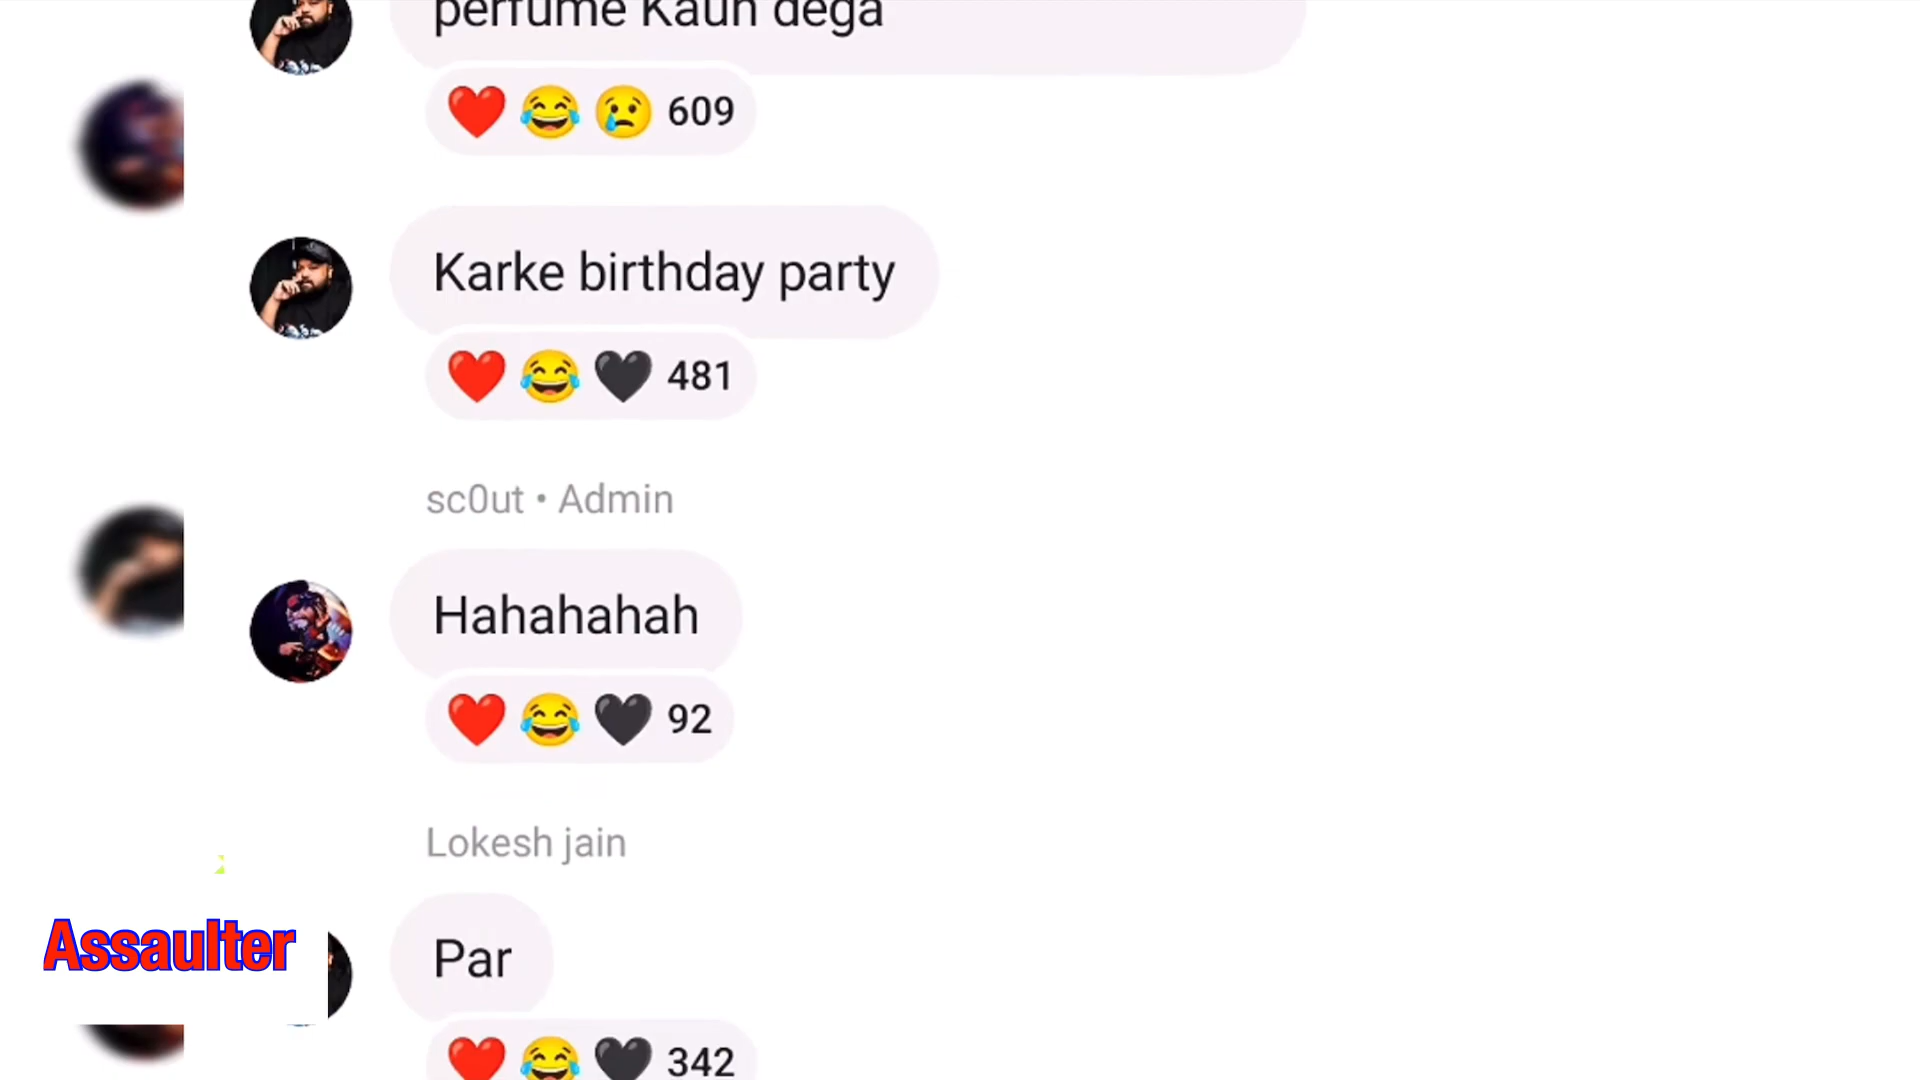 perfume Kaun dega
❤️😂😢 609
Karke birthday party
❤️😂🖤 481
sc0ut • Admin
Hahahahah
❤️😂🖤 92
Lokesh jain
Par
❤️😂🖤 342
Assaulter